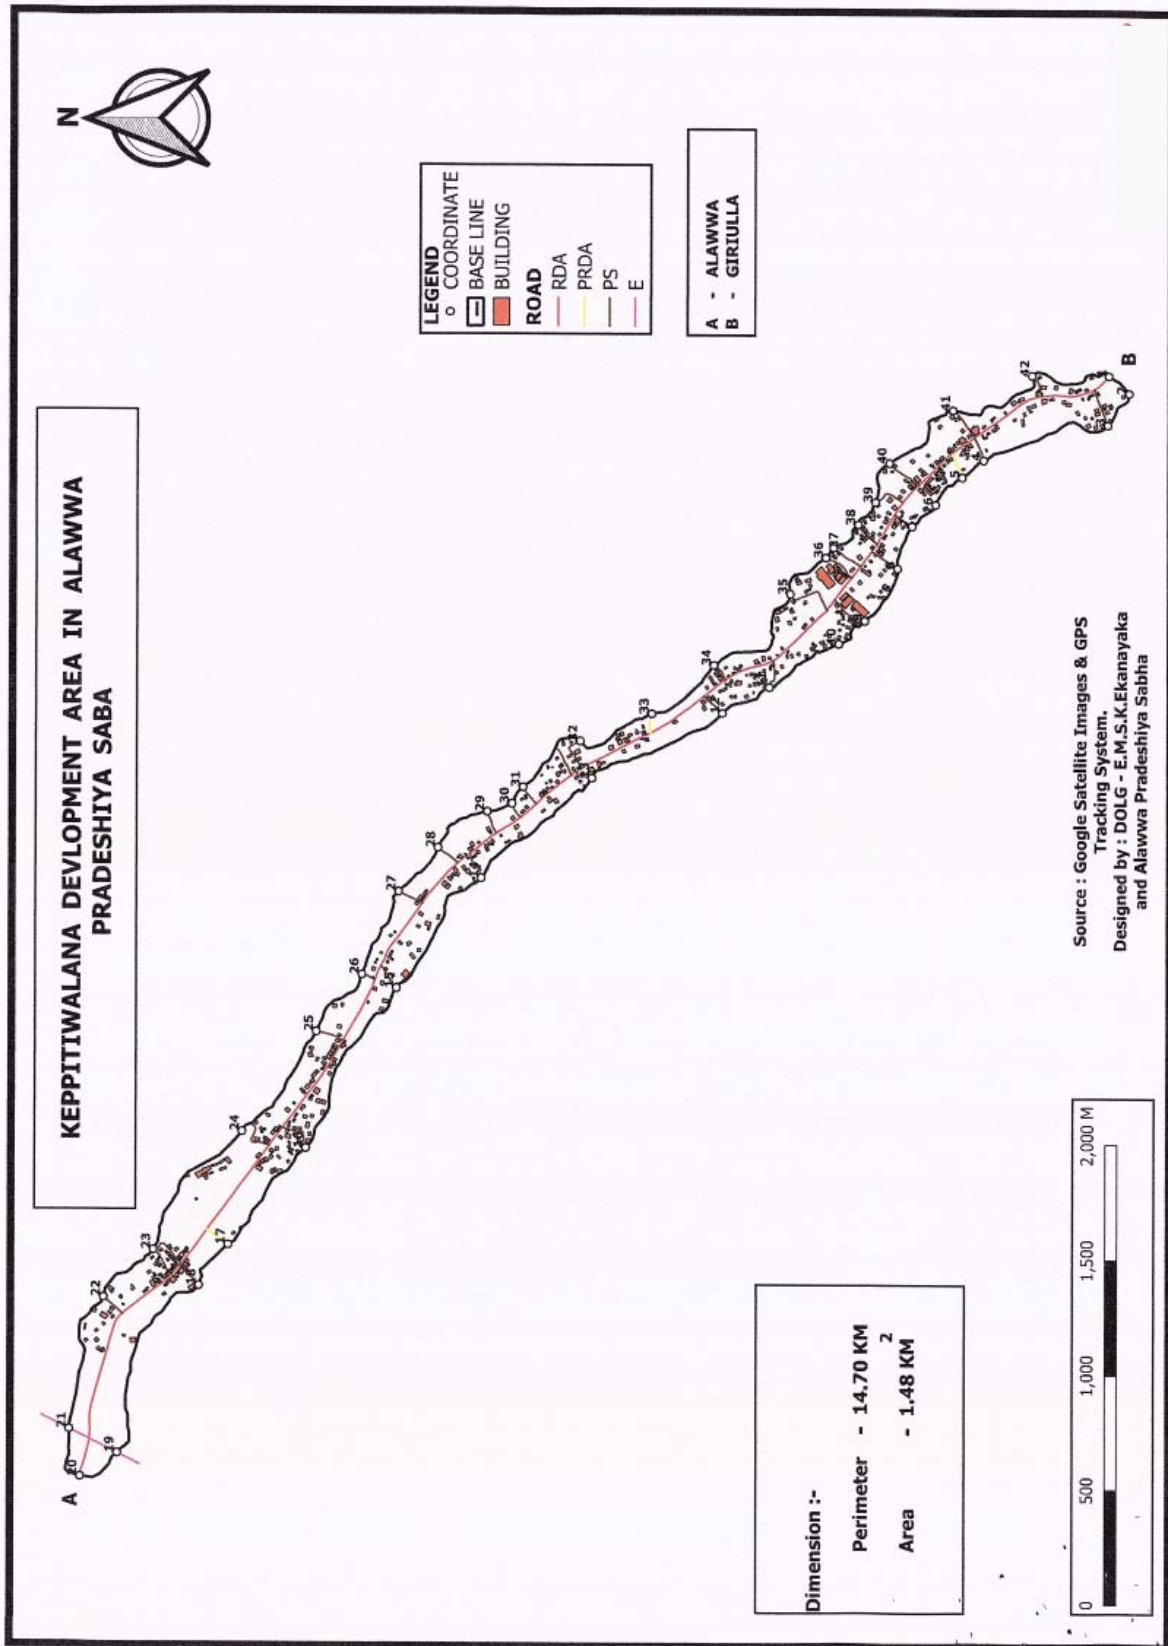 KEPPITIWALANA DEVLOPMENT AREA IN ALAWWA
PRADESHIYA SABA
N
A
20
21
19
22
23
17
24
25
26
27
28
29
30
31
33
34
35
36
37
38
39
40
41
42
5
B
LEGEND
COORDINATE
BASE LINE
BUILDING
ROAD
RDA
PRDA
PS
E
A - ALAWWA
B - GIRIULLA
Dimension :-
Perimeter - 14.70 KM
Area - 1.48 KM 2
0 500 1,000 1,500 2,000 M
Source : Google Satellite Images & GPS
Tracking System.
Designed by : DOLG - E.M.S.K.Ekanayaka
and Alawwa Pradeshiya Sabha